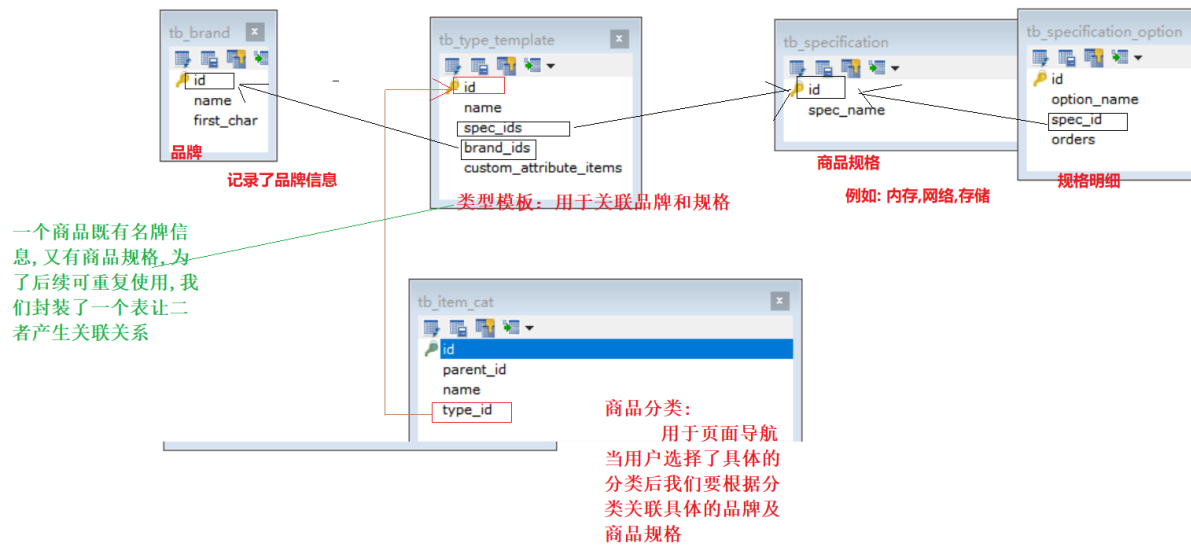 tb_brand
id
name
first_char
品牌
记录了品牌信息
tb_type_template
id
name
spec_ids
brand_ids
custom_attribute_items
类型模板：用于关联品牌和规格
tb_specification
id
spec_name
商品规格
例如: 内存,网络,存储
tb_specification_option
id
option_name
spec_id
orders
规格明细
一个商品既有名牌信
息,又有商品规格,为
了后续可重复使用,我
们封装了一个表让二
者产生关联关系
tb_item_cat
id
parent_id
name
type_id
商品分类:
用于页面导航
当用户选择了具体的
分类后我们要根据分
类关联具体的品牌及
商品规格